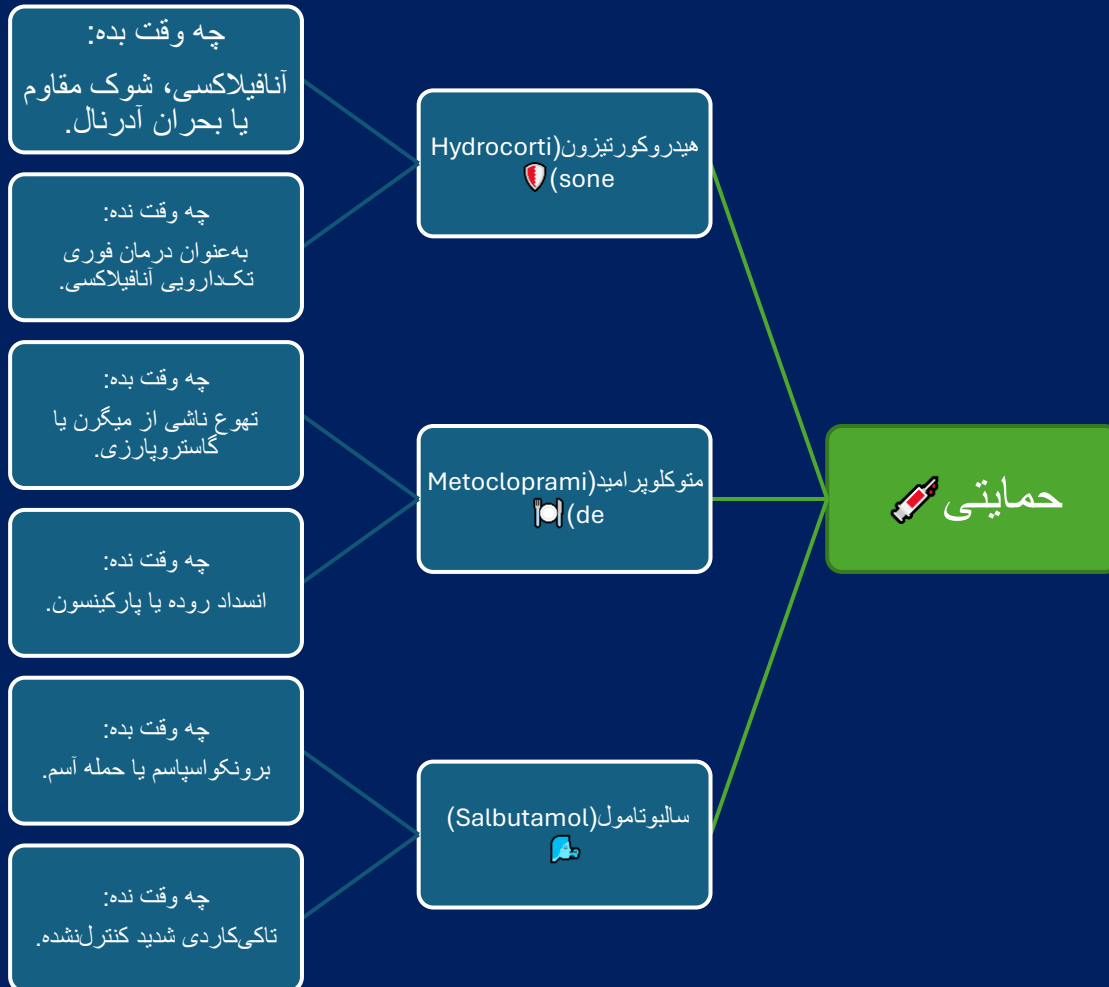 حمایتی💉
هیدروکورتیزون(Hydrocorti
sone)🛡️
چه وقت بده:
آنافیلاکسی، شوک مقاوم
یا بحران آدرنال.
چه وقت نده:
به‌عنوان درمان فوری
تک‌دارویی آنافیلاکسی.
متوکلوپرامید(Metocloprami
de)🍽️
چه وقت بده:
تهوع ناشی از میگرن یا
گاستروپارزی.
چه وقت نده:
انسداد روده یا پارکینسون.
سالبوتامول(Salbutamol)
🌬️
چه وقت بده:
برونکواسپاسم یا حمله آسم.
چه وقت نده:
تاکی‌کاردی شدید کنترل‌نشده.